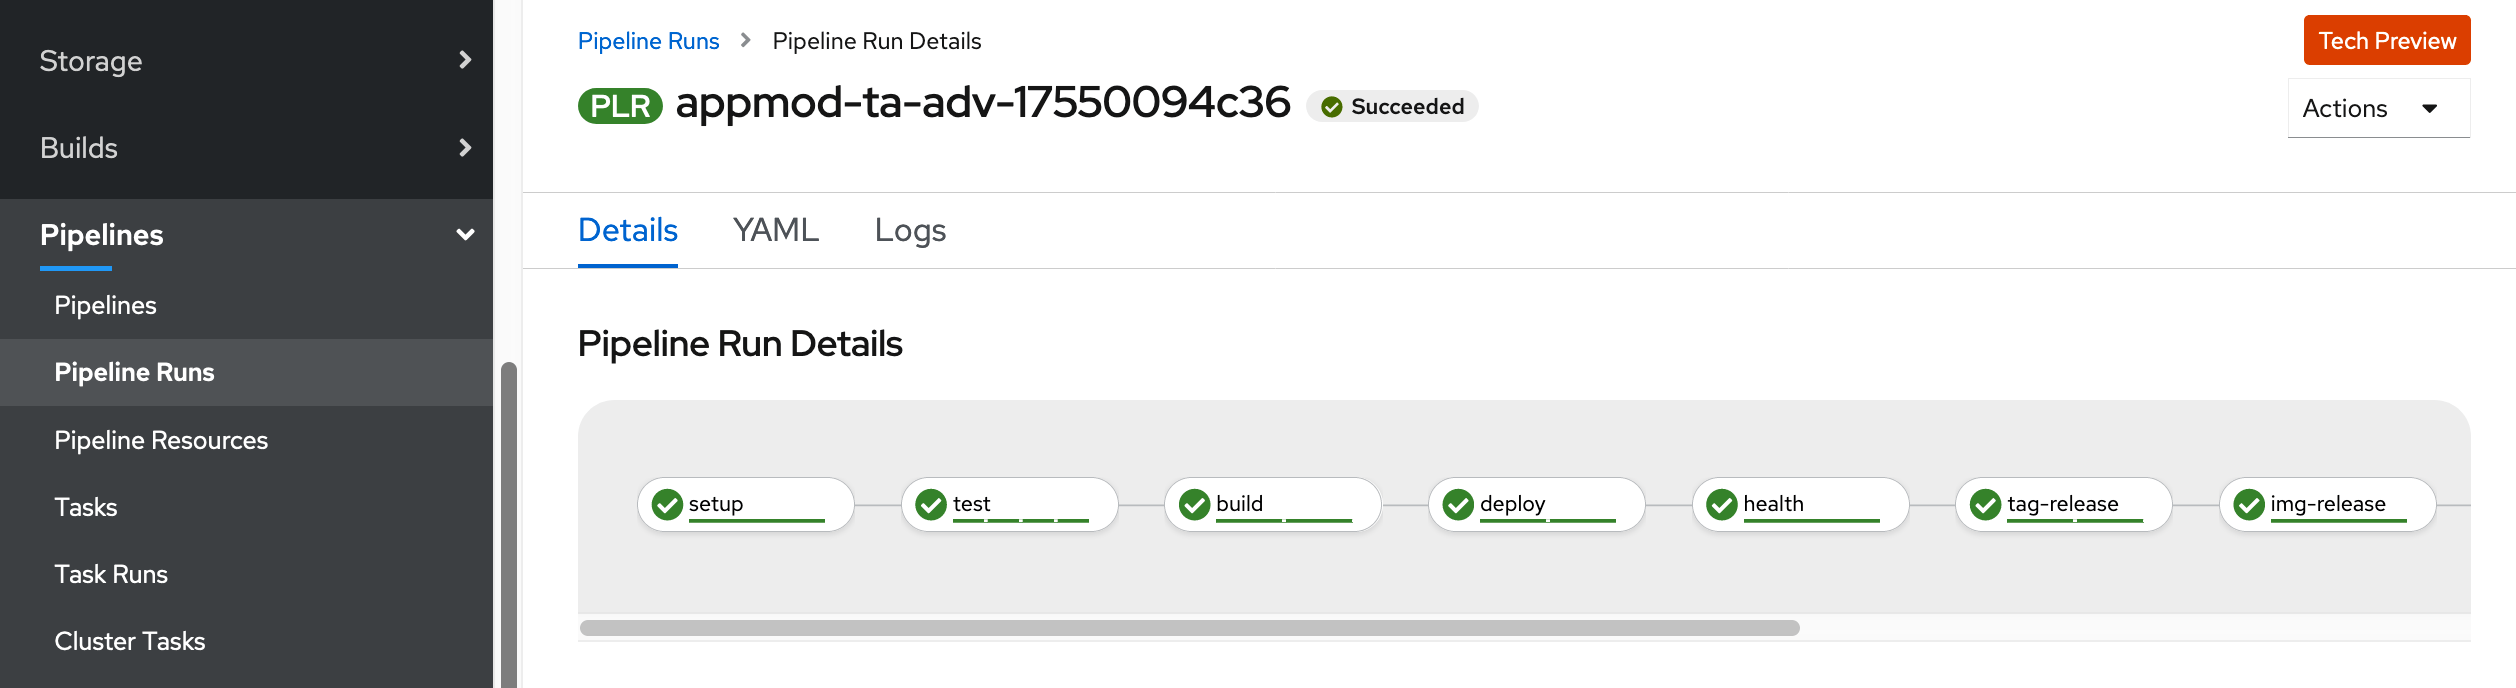 Storage
Builds
Pipelines
Pipelines
Pipeline Runs
Pipeline Resources
Tasks
Task Runs
Cluster Tasks
Pipeline Runs > Pipeline Run Details
Tech Preview
PLR appmod-ta-adv-17550094c36 Succeeded
Actions
Details YAML Logs
Pipeline Run Details
setup test build deploy health tag-release img-release